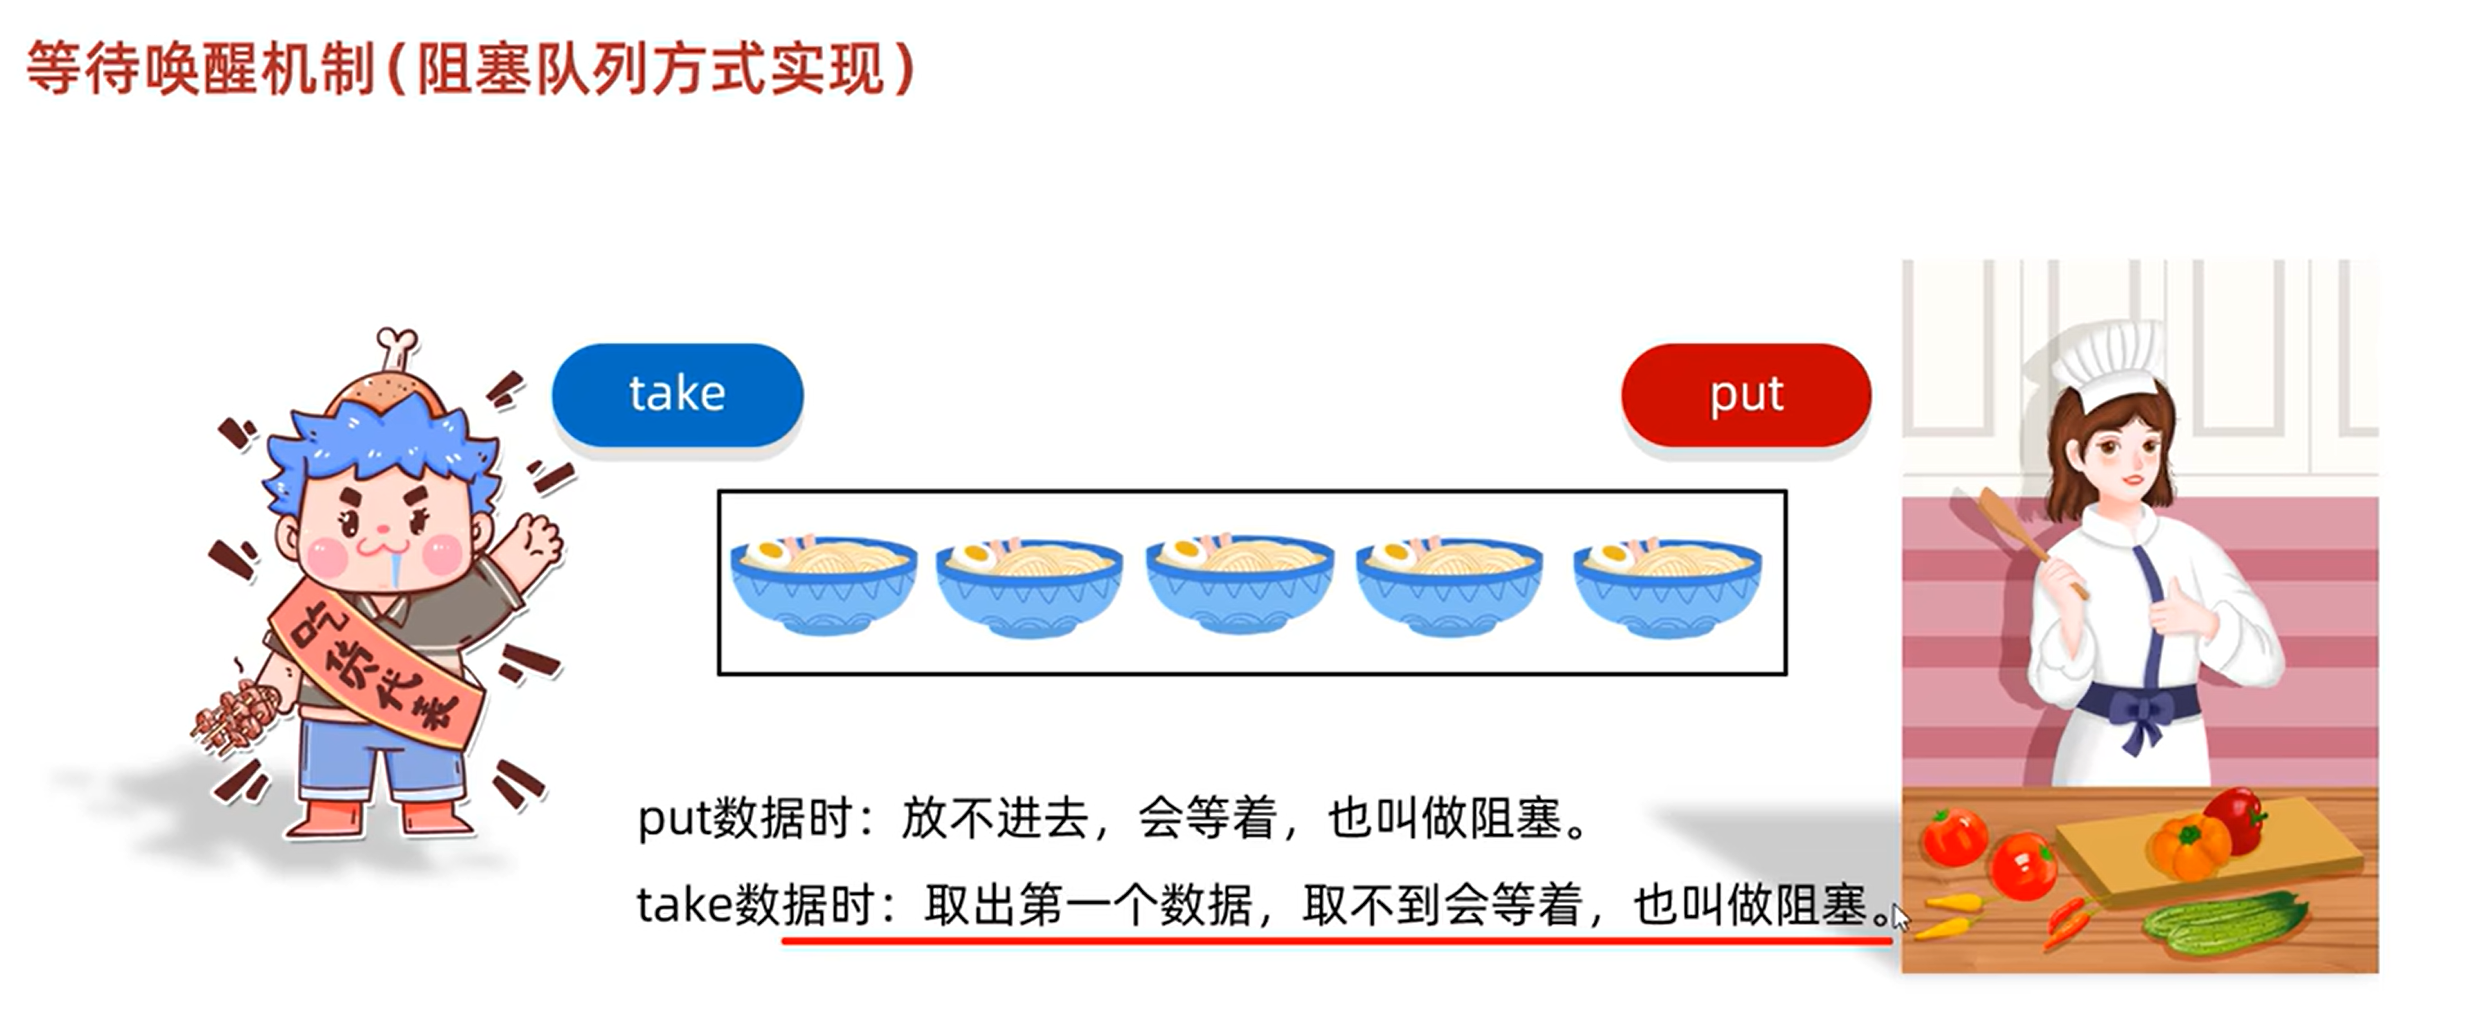 等待唤醒机制(阻塞队列方式实现)
take
put
吃货代表
put数据时：放不进去，会等着，也叫做阻塞。
take数据时：取出第一个数据，取不到会等着，也叫做阻塞。